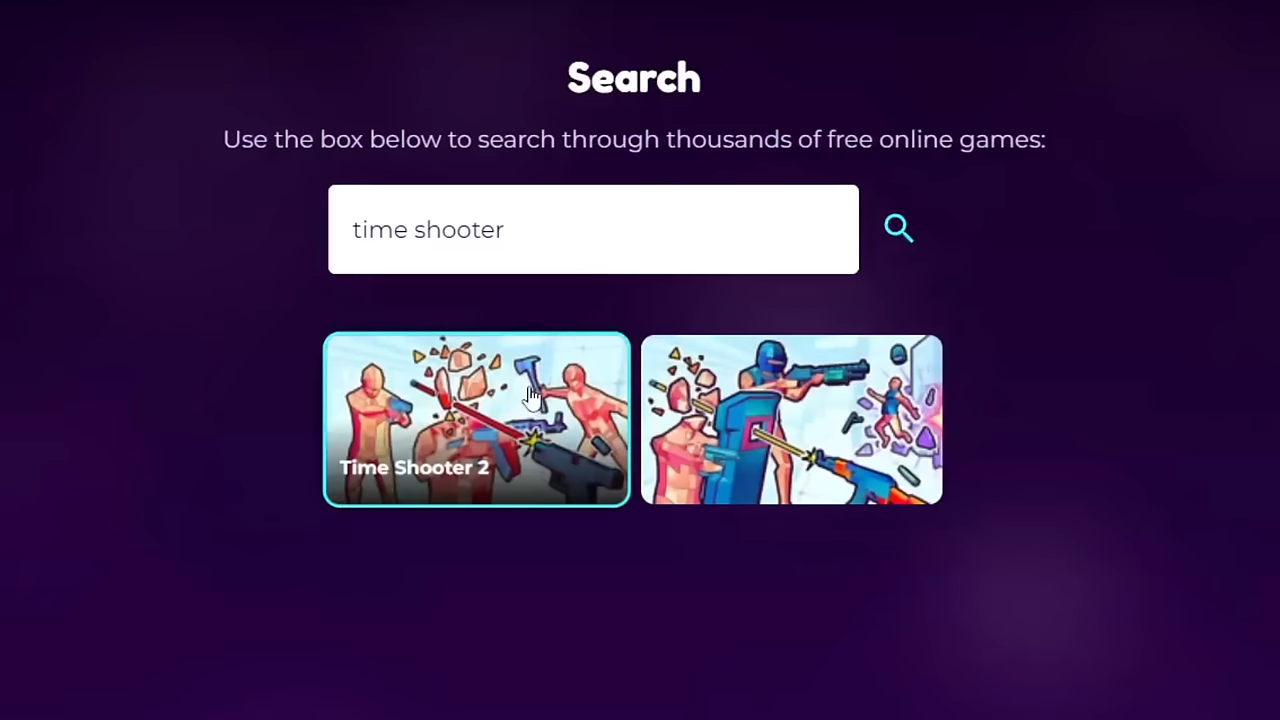 Search
Use the box below to search through thousands of free online games:
time shooter
Time Shooter 2